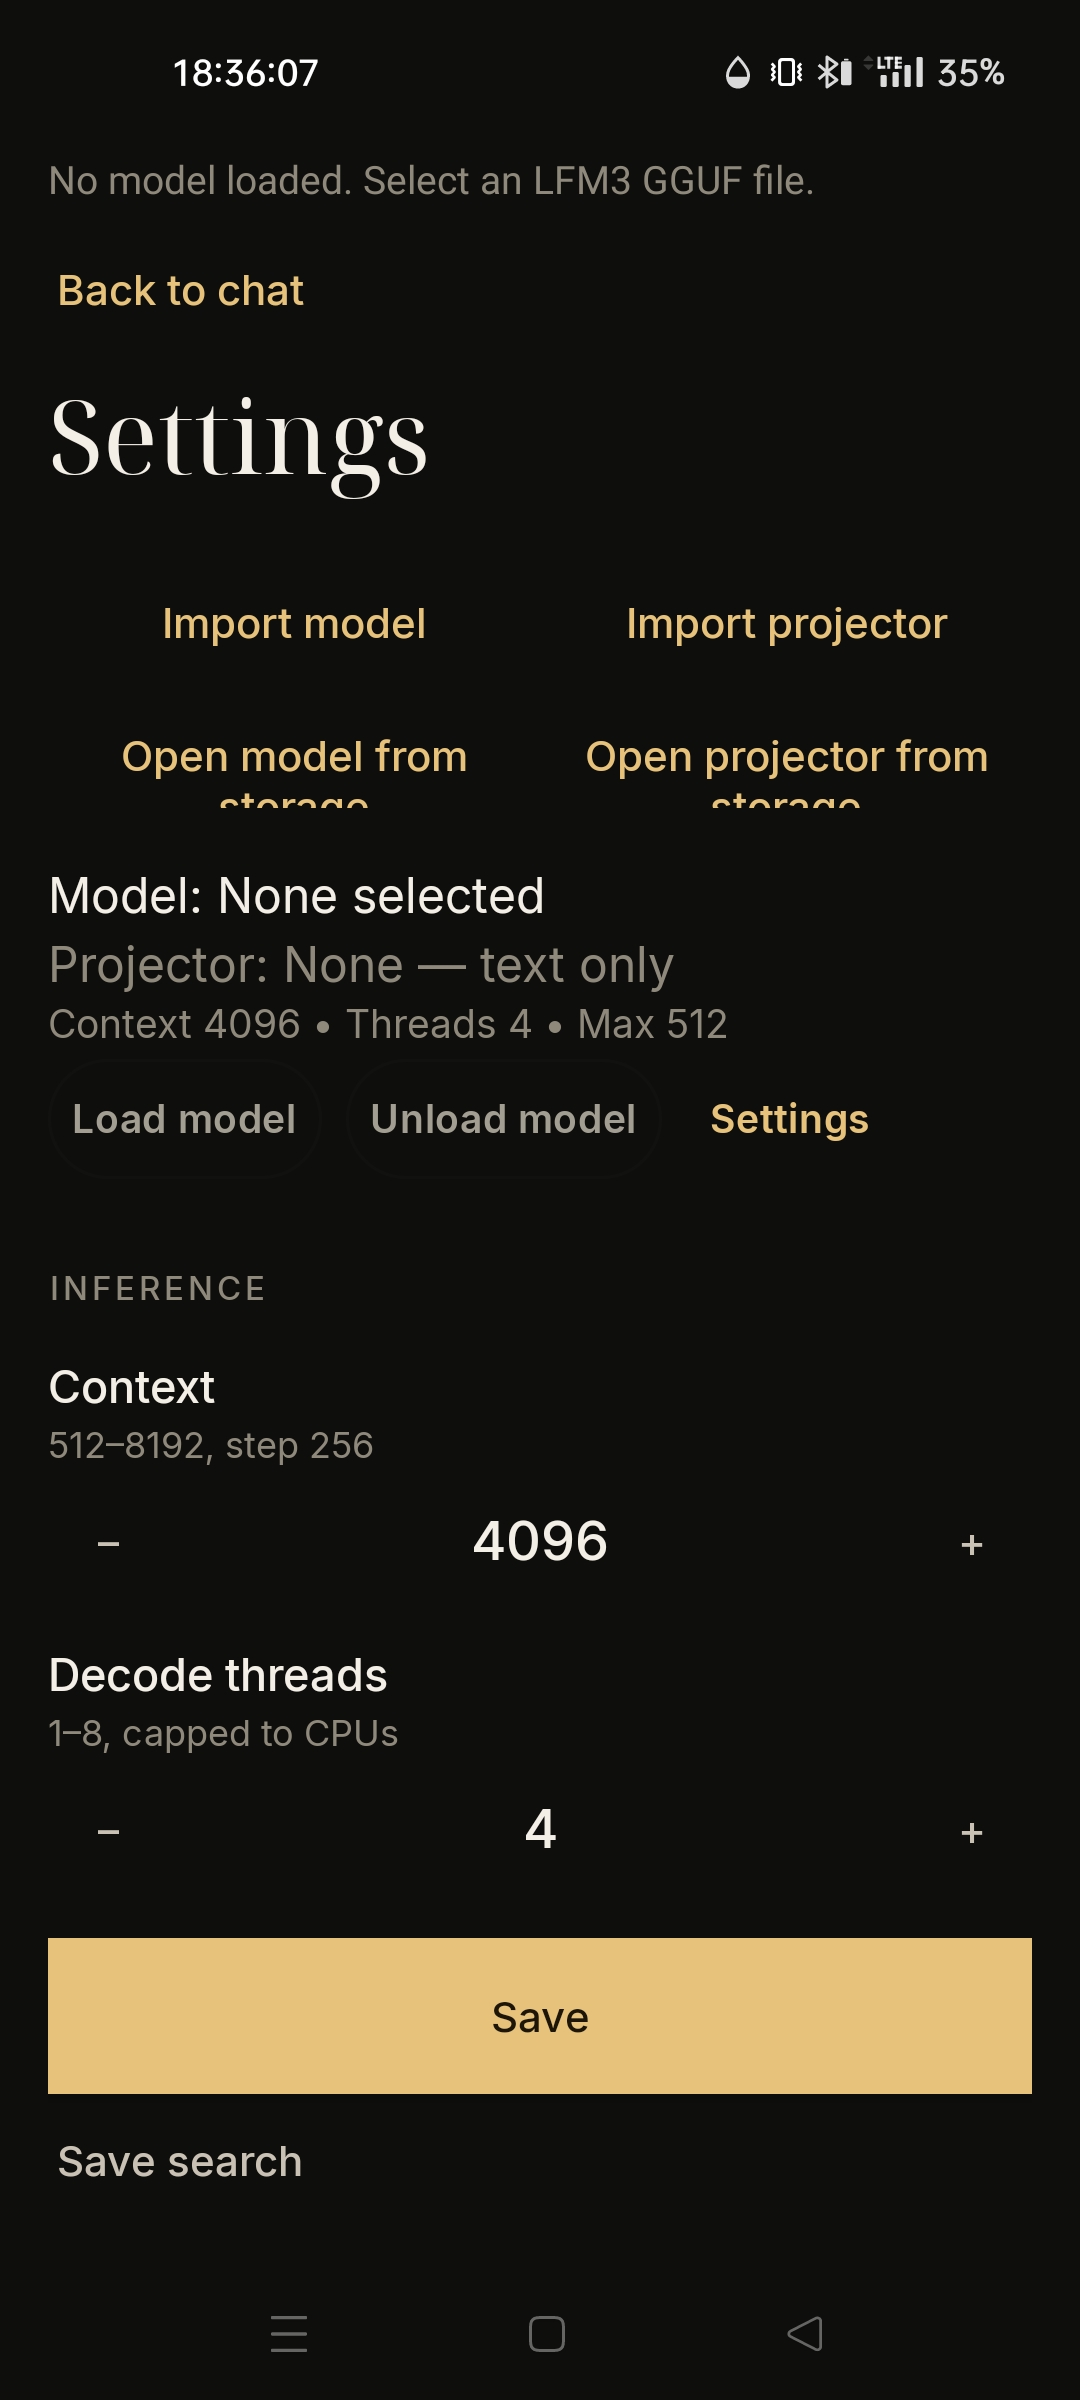 18:36:07
LTE 35%
No model loaded. Select an LFM3 GGUF file.
Back to chat
Settings
Import model
Import projector
Open model from storage
Open projector from storage
Model: None selected
Projector: None — text only
Context 4096 • Threads 4 • Max 512
Load model
Unload model
Settings
INFERENCE
Context
512–8192, step 256
− 4096 +
Decode threads
1–8, capped to CPUs
− 4 +
Save
Save search